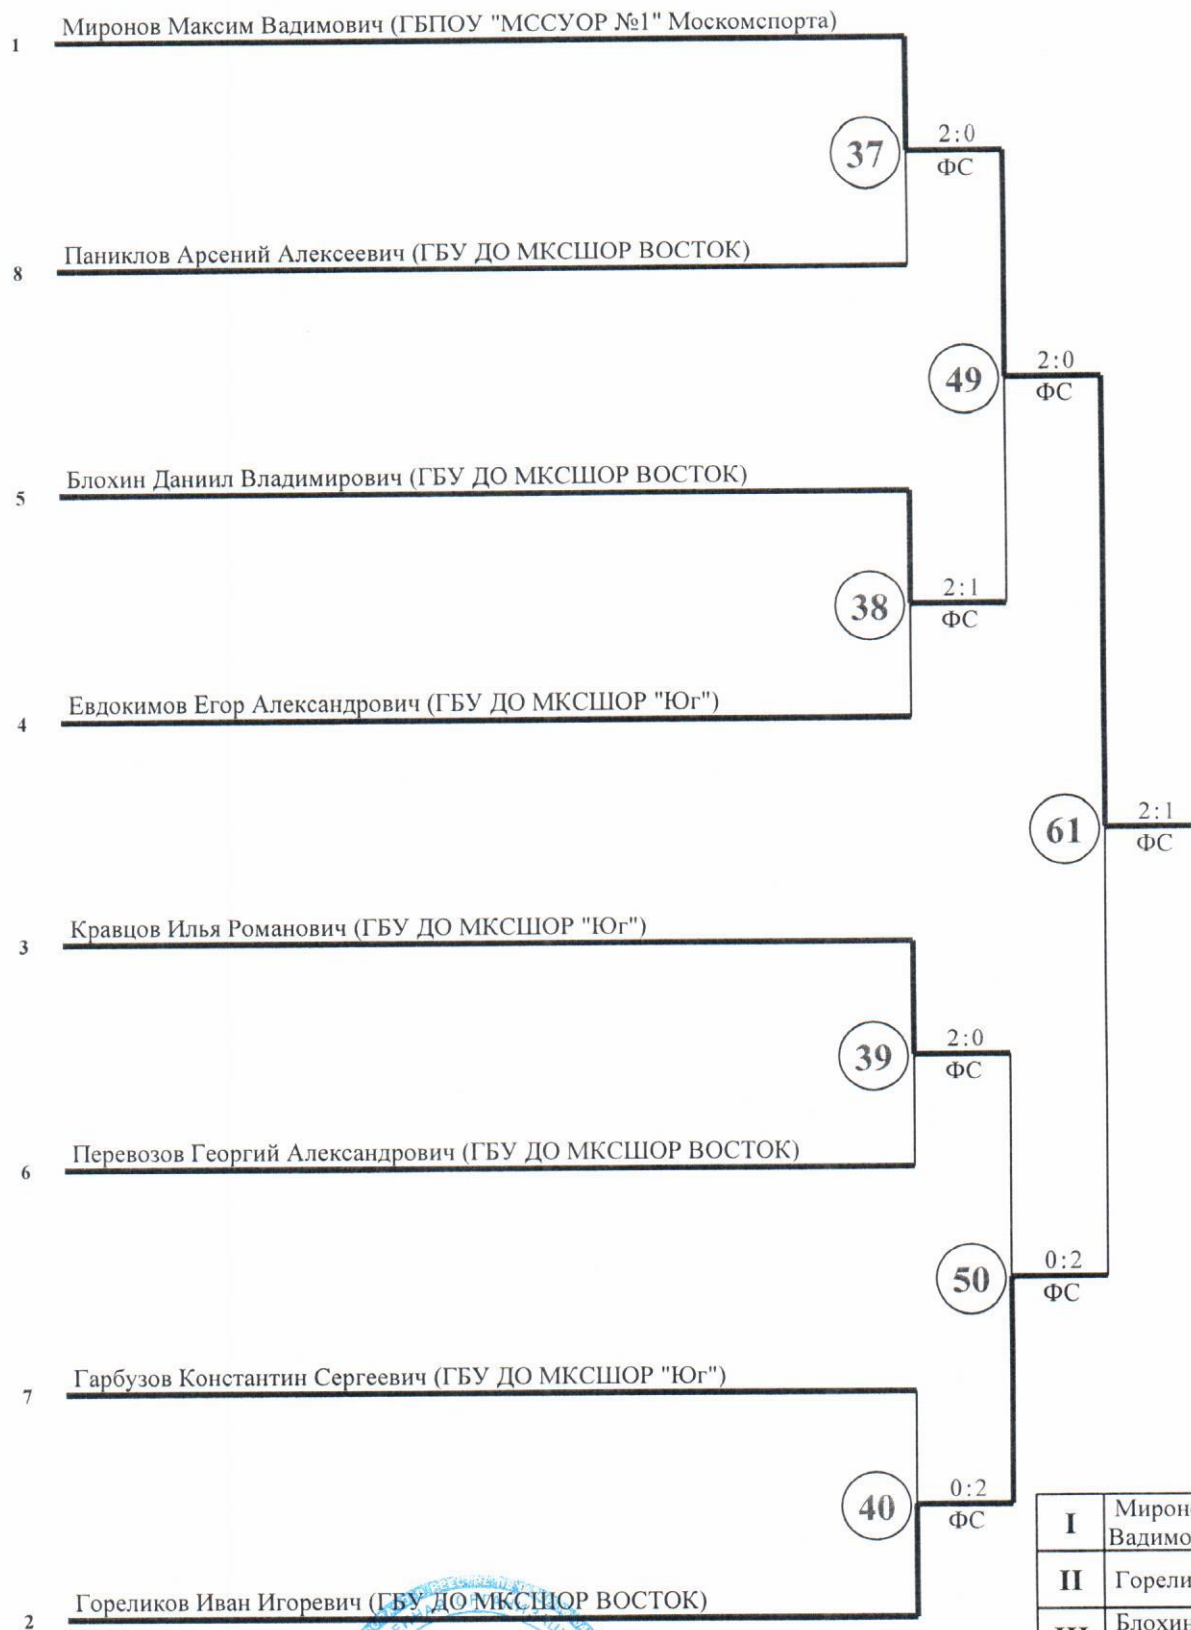 Миронов Максим Вадимович (ГБПОУ "МССУОР №1" Москомспорта)
1
2:0
37
ФС
Паниклов Арсений Алексеевич (ГБУ ДО МКСШОР ВОСТОК)
8
2:0
49
ФС
Блохин Даниил Владимирович (ГБУ ДО МКСШОР ВОСТОК)
5
2:1
38
ФС
Евдокимов Егор Александрович (ГБУ ДО МКСШОР "Юг")
4
2:1
61
ФС
Кравцов Илья Романович (ГБУ ДО МКСШОР "Юг")
3
2:0
39
ФС
Перевозов Георгий Александрович (ГБУ ДО МКСШОР ВОСТОК)
6
0:2
50
ФС
Гарбузов Константин Сергеевич (ГБУ ДО МКСШОР "Юг")
7
0:2
40
ФС
I
Мироно
Вадимо
II
Горели
Гореликов Иван Игоревич (ГБУ ДО МКСШОР ВОСТОК)
2
Блохин